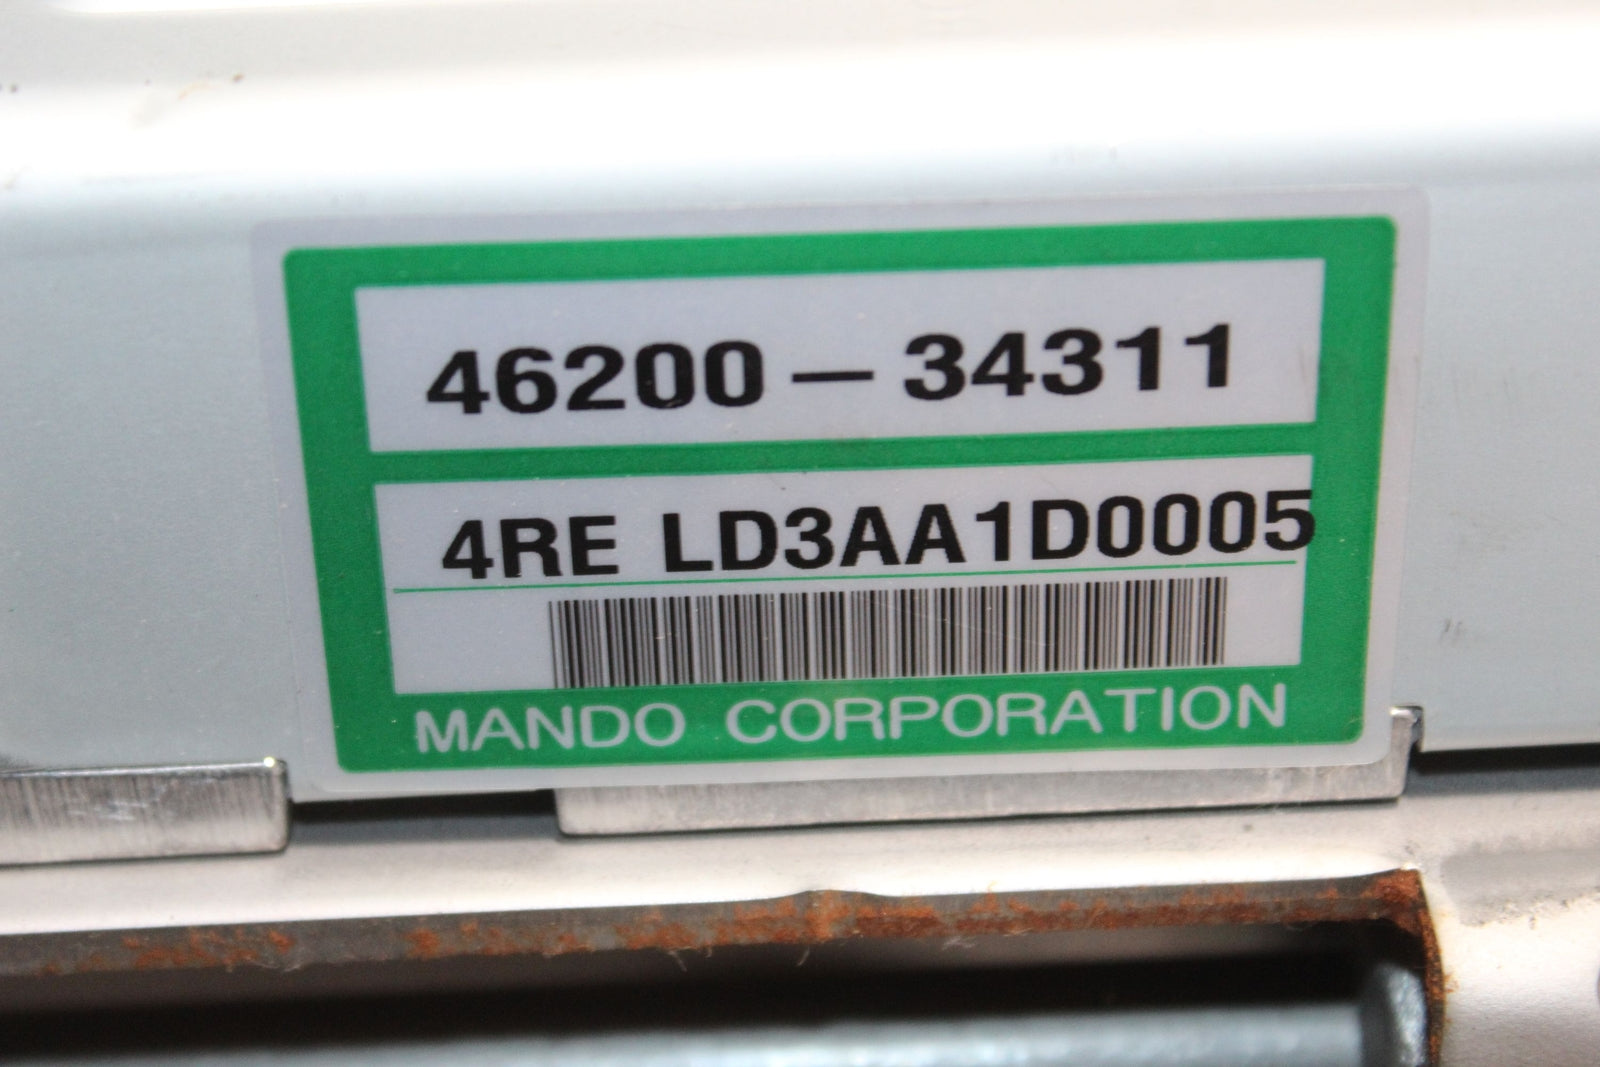 46200-34311
4RE LD3AA1D0005
MANDO CORPORATION